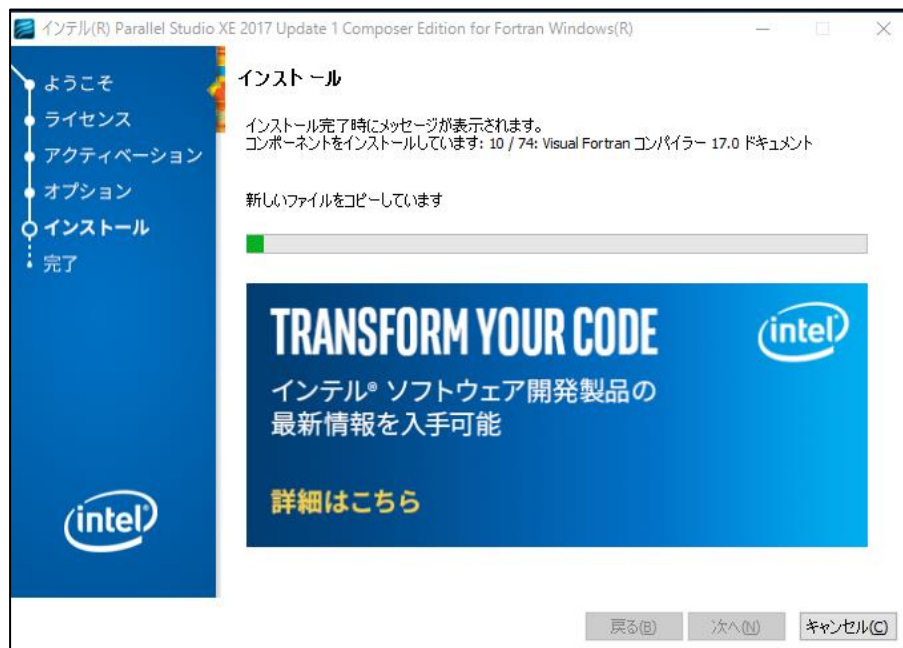 インテル(R) Parallel Studio XE 2017 Update 1 Composer Edition for Fortran Windows(R)
ようこそ
ライセンス
アクティベーション
オプション
インストール
完了
intel
インストール
インストール完了時にメッセージが表示されます。
コンポーネントをインストールしています: 10 / 74: Visual Fortran コンパイラー 17.0 ドキュメント
新しいファイルをコピーしています
TRANSFORM YOUR CODE
intel
インテル® ソフトウェア開発製品の
最新情報を入手可能
詳細はこちら
戻る(B)
次へ(N)
キャンセル(C)